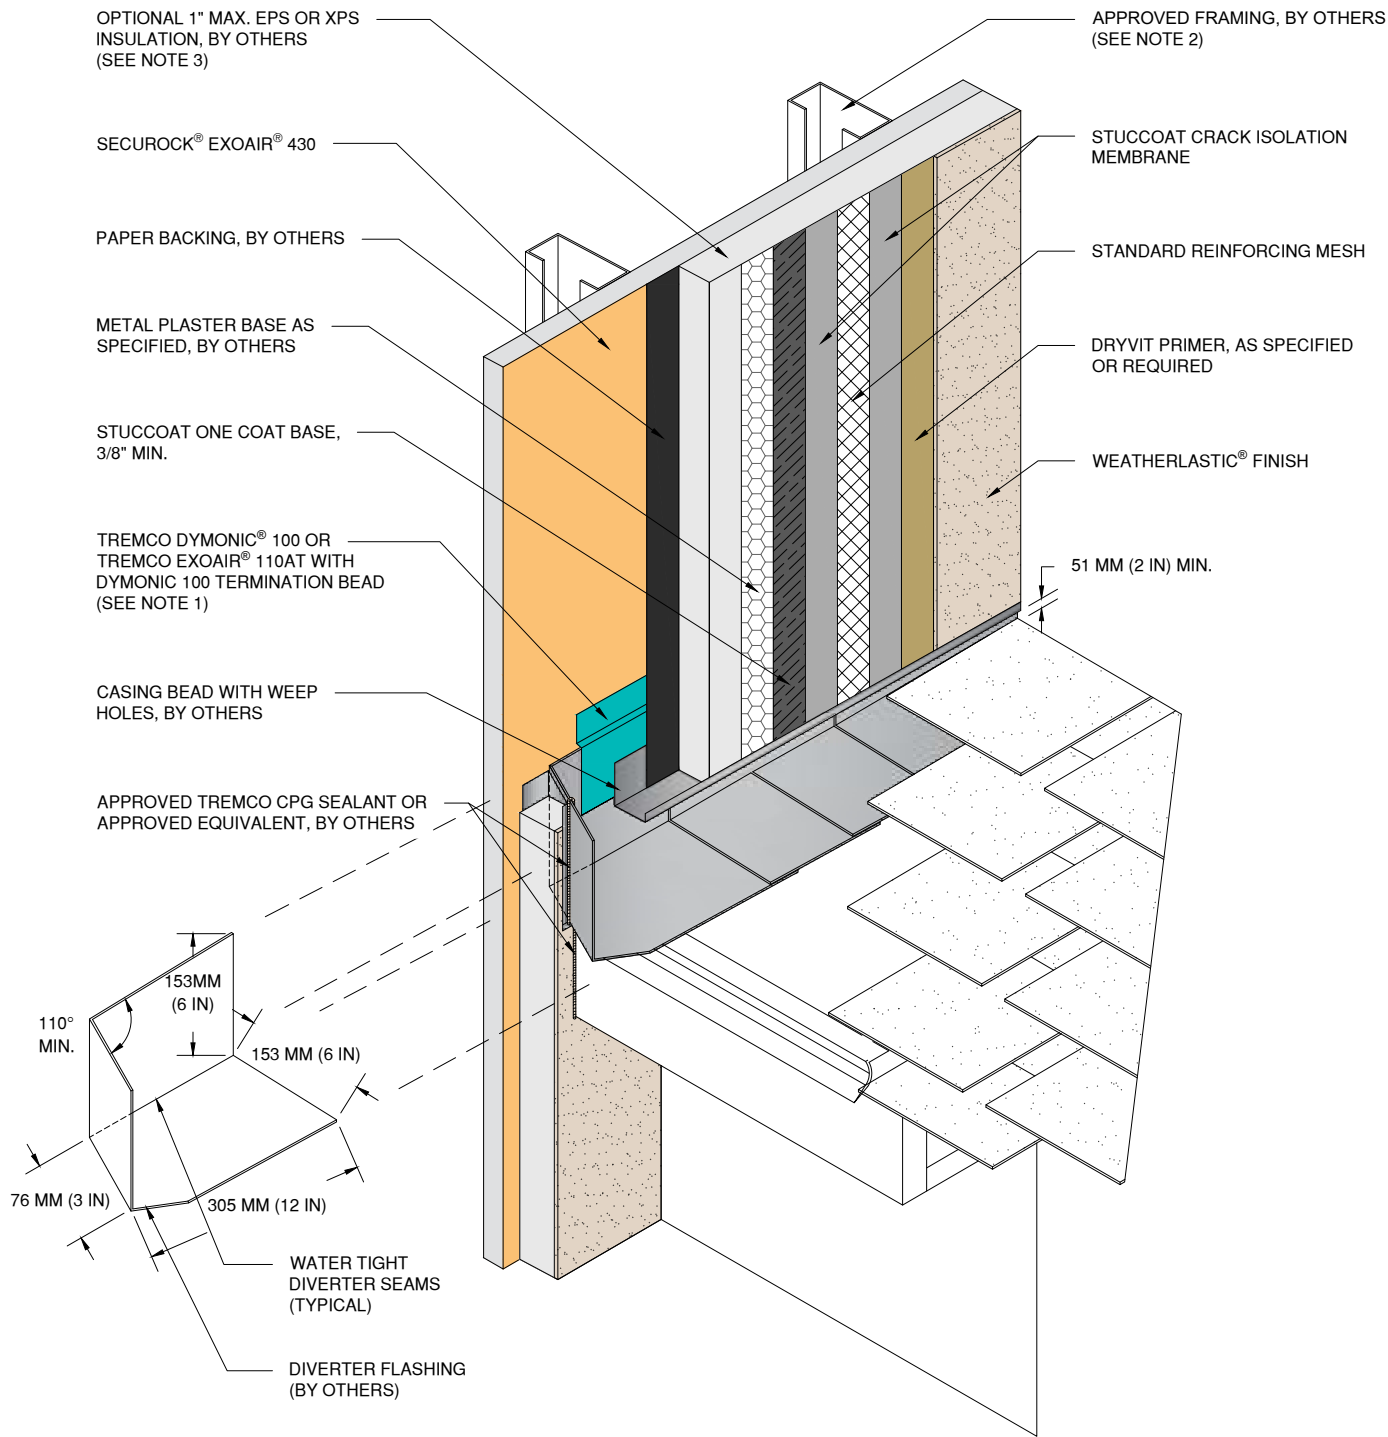 OPTIONAL 1" MAX. EPS OR XPS
INSULATION, BY OTHERS
(SEE NOTE 3)
SECUROCK® EXOAIR® 430
PAPER BACKING, BY OTHERS
METAL PLASTER BASE AS
SPECIFIED, BY OTHERS
STUCCOAT ONE COAT BASE,
3/8" MIN.
TREMCO DYMONIC® 100 OR
TREMCO EXOAIR® 110AT WITH
DYMONIC 100 TERMINATION BEAD
(SEE NOTE 1)
CASING BEAD WITH WEEP
HOLES, BY OTHERS
APPROVED TREMCO CPG SEALANT OR
APPROVED EQUIVALENT, BY OTHERS
APPROVED FRAMING, BY OTHERS
(SEE NOTE 2)
STUCCOAT CRACK ISOLATION
MEMBRANE
STANDARD REINFORCING MESH
DRYVIT PRIMER, AS SPECIFIED
OR REQUIRED
WEATHERLASTIC® FINISH
51 MM (2 IN) MIN.
153MM
(6 IN)
110°
MIN.
153 MM (6 IN)
76 MM (3 IN)
305 MM (12 IN)
WATER TIGHT
DIVERTER SEAMS
(TYPICAL)
DIVERTER FLASHING
(BY OTHERS)